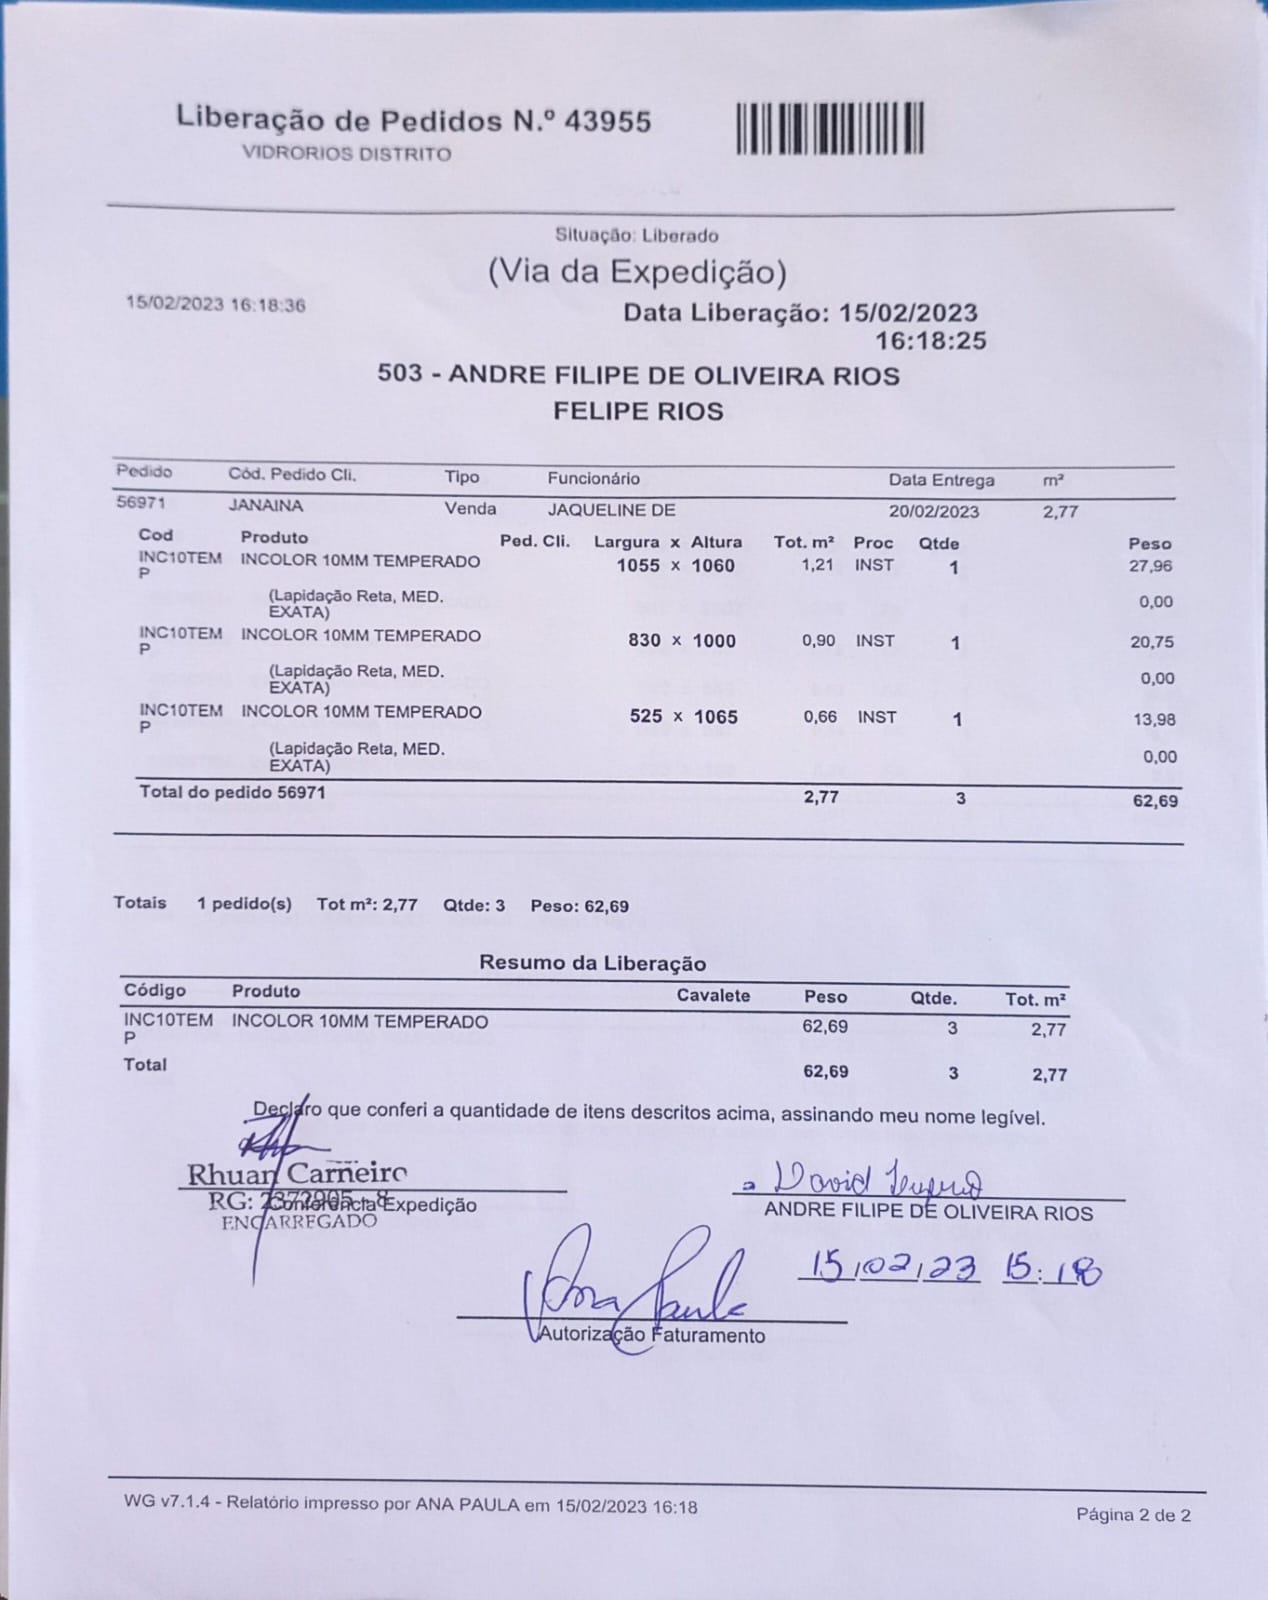 Liberação de Pedidos N.º 43955
VIDRORIOS DISTRITO
Situação: Liberado
(Via da Expedição)
15/02/2023 16:18:36
Data Liberação: 15/02/2023
16:18:25
503 - ANDRE FILIPE DE OLIVEIRA RIOS
FELIPE RIOS
Pedido Cód. Pedido Cli. Tipo Funcionário Data Entrega m²
56971 JANAINA Venda JAQUELINE DE 20/02/2023 2,77
Cod Produto Ped. Cli. Largura x Altura Tot. m² Proc Qtde Peso
INC10TEM INCOLOR 10MM TEMPERADO 1055 x 1060 1,21 INST 1 27,96
P
(Lapidação Reta, MED. 0,00
EXATA)
INC10TEM INCOLOR 10MM TEMPERADO 830 x 1000 0,90 INST 1 20,75
P
(Lapidação Reta, MED. 0,00
EXATA)
INC10TEM INCOLOR 10MM TEMPERADO 525 x 1065 0,66 INST 1 13,98
P
(Lapidação Reta, MED. 0,00
EXATA)
Total do pedido 56971 2,77 3 62,69
Totais 1 pedido(s) Tot m²: 2,77 Qtde: 3 Peso: 62,69
Resumo da Liberação
Código Produto Cavalete Peso Qtde. Tot. m²
INC10TEM INCOLOR 10MM TEMPERADO 62,69 3 2,77
P
Total 62,69 3 2,77
Declaro que conferi a quantidade de itens descritos acima, assinando meu nome legível.
Rhuan Carneiro
David
RG: Conferência Expedição
ENCARREGADO
ANDRE FILIPE DE OLIVEIRA RIOS
15/02/23 15:18
Ana Paula
Autorização Faturamento
WG v7.1.4 - Relatório impresso por ANA PAULA em 15/02/2023 16:18
Página 2 de 2